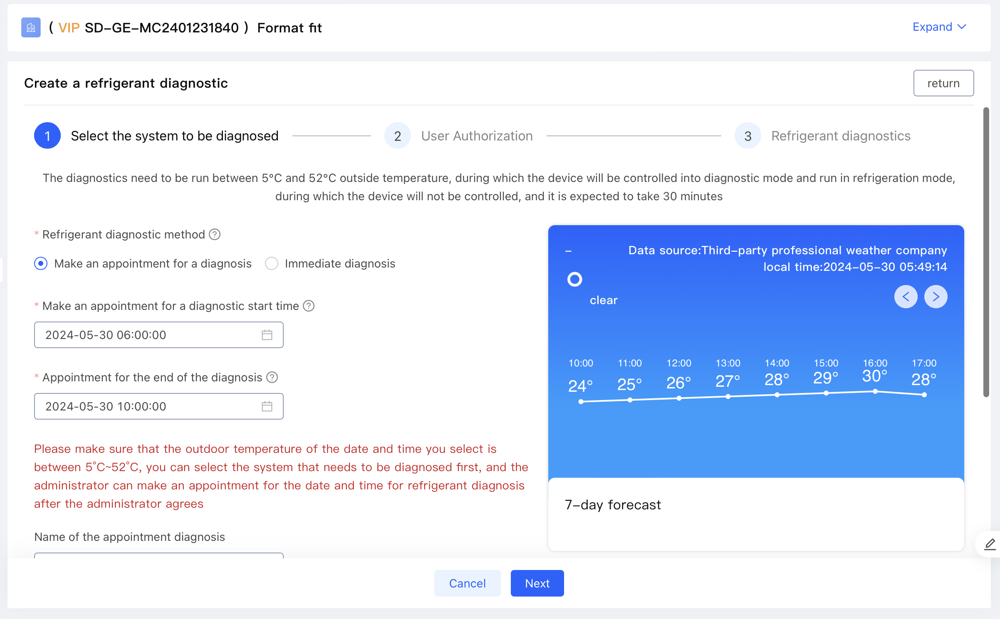 ( VIP SD-GE-MC2401231840 ) Format fit
Expand
Create a refrigerant diagnostic
return
1 Select the system to be diagnosed
2 User Authorization
3 Refrigerant diagnostics
The diagnostics need to be run between 5°C and 52°C outside temperature, during which the device will be controlled into diagnostic mode and run in refrigeration mode,
during which the device will not be controlled, and it is expected to take 30 minutes
* Refrigerant diagnostic method ?
Make an appointment for a diagnosis
Immediate diagnosis
* Make an appointment for a diagnostic start time ?
2024-05-30 06:00:00
* Appointment for the end of the diagnosis ?
2024-05-30 10:00:00
Please make sure that the outdoor temperature of the date and time you select is
between 5°C~52°C, you can select the system that needs to be diagnosed first, and the
administrator can make an appointment for the date and time for refrigerant diagnosis
after the administrator agrees
Name of the appointment diagnosis
–
Data source:Third-party professional weather company
local time:2024-05-30 05:49:14
clear
< >
10:00 11:00 12:00 13:00 14:00 15:00 16:00 17:00
24° 25° 26° 27° 28° 29° 30° 28°
7-day forecast
Cancel
Next